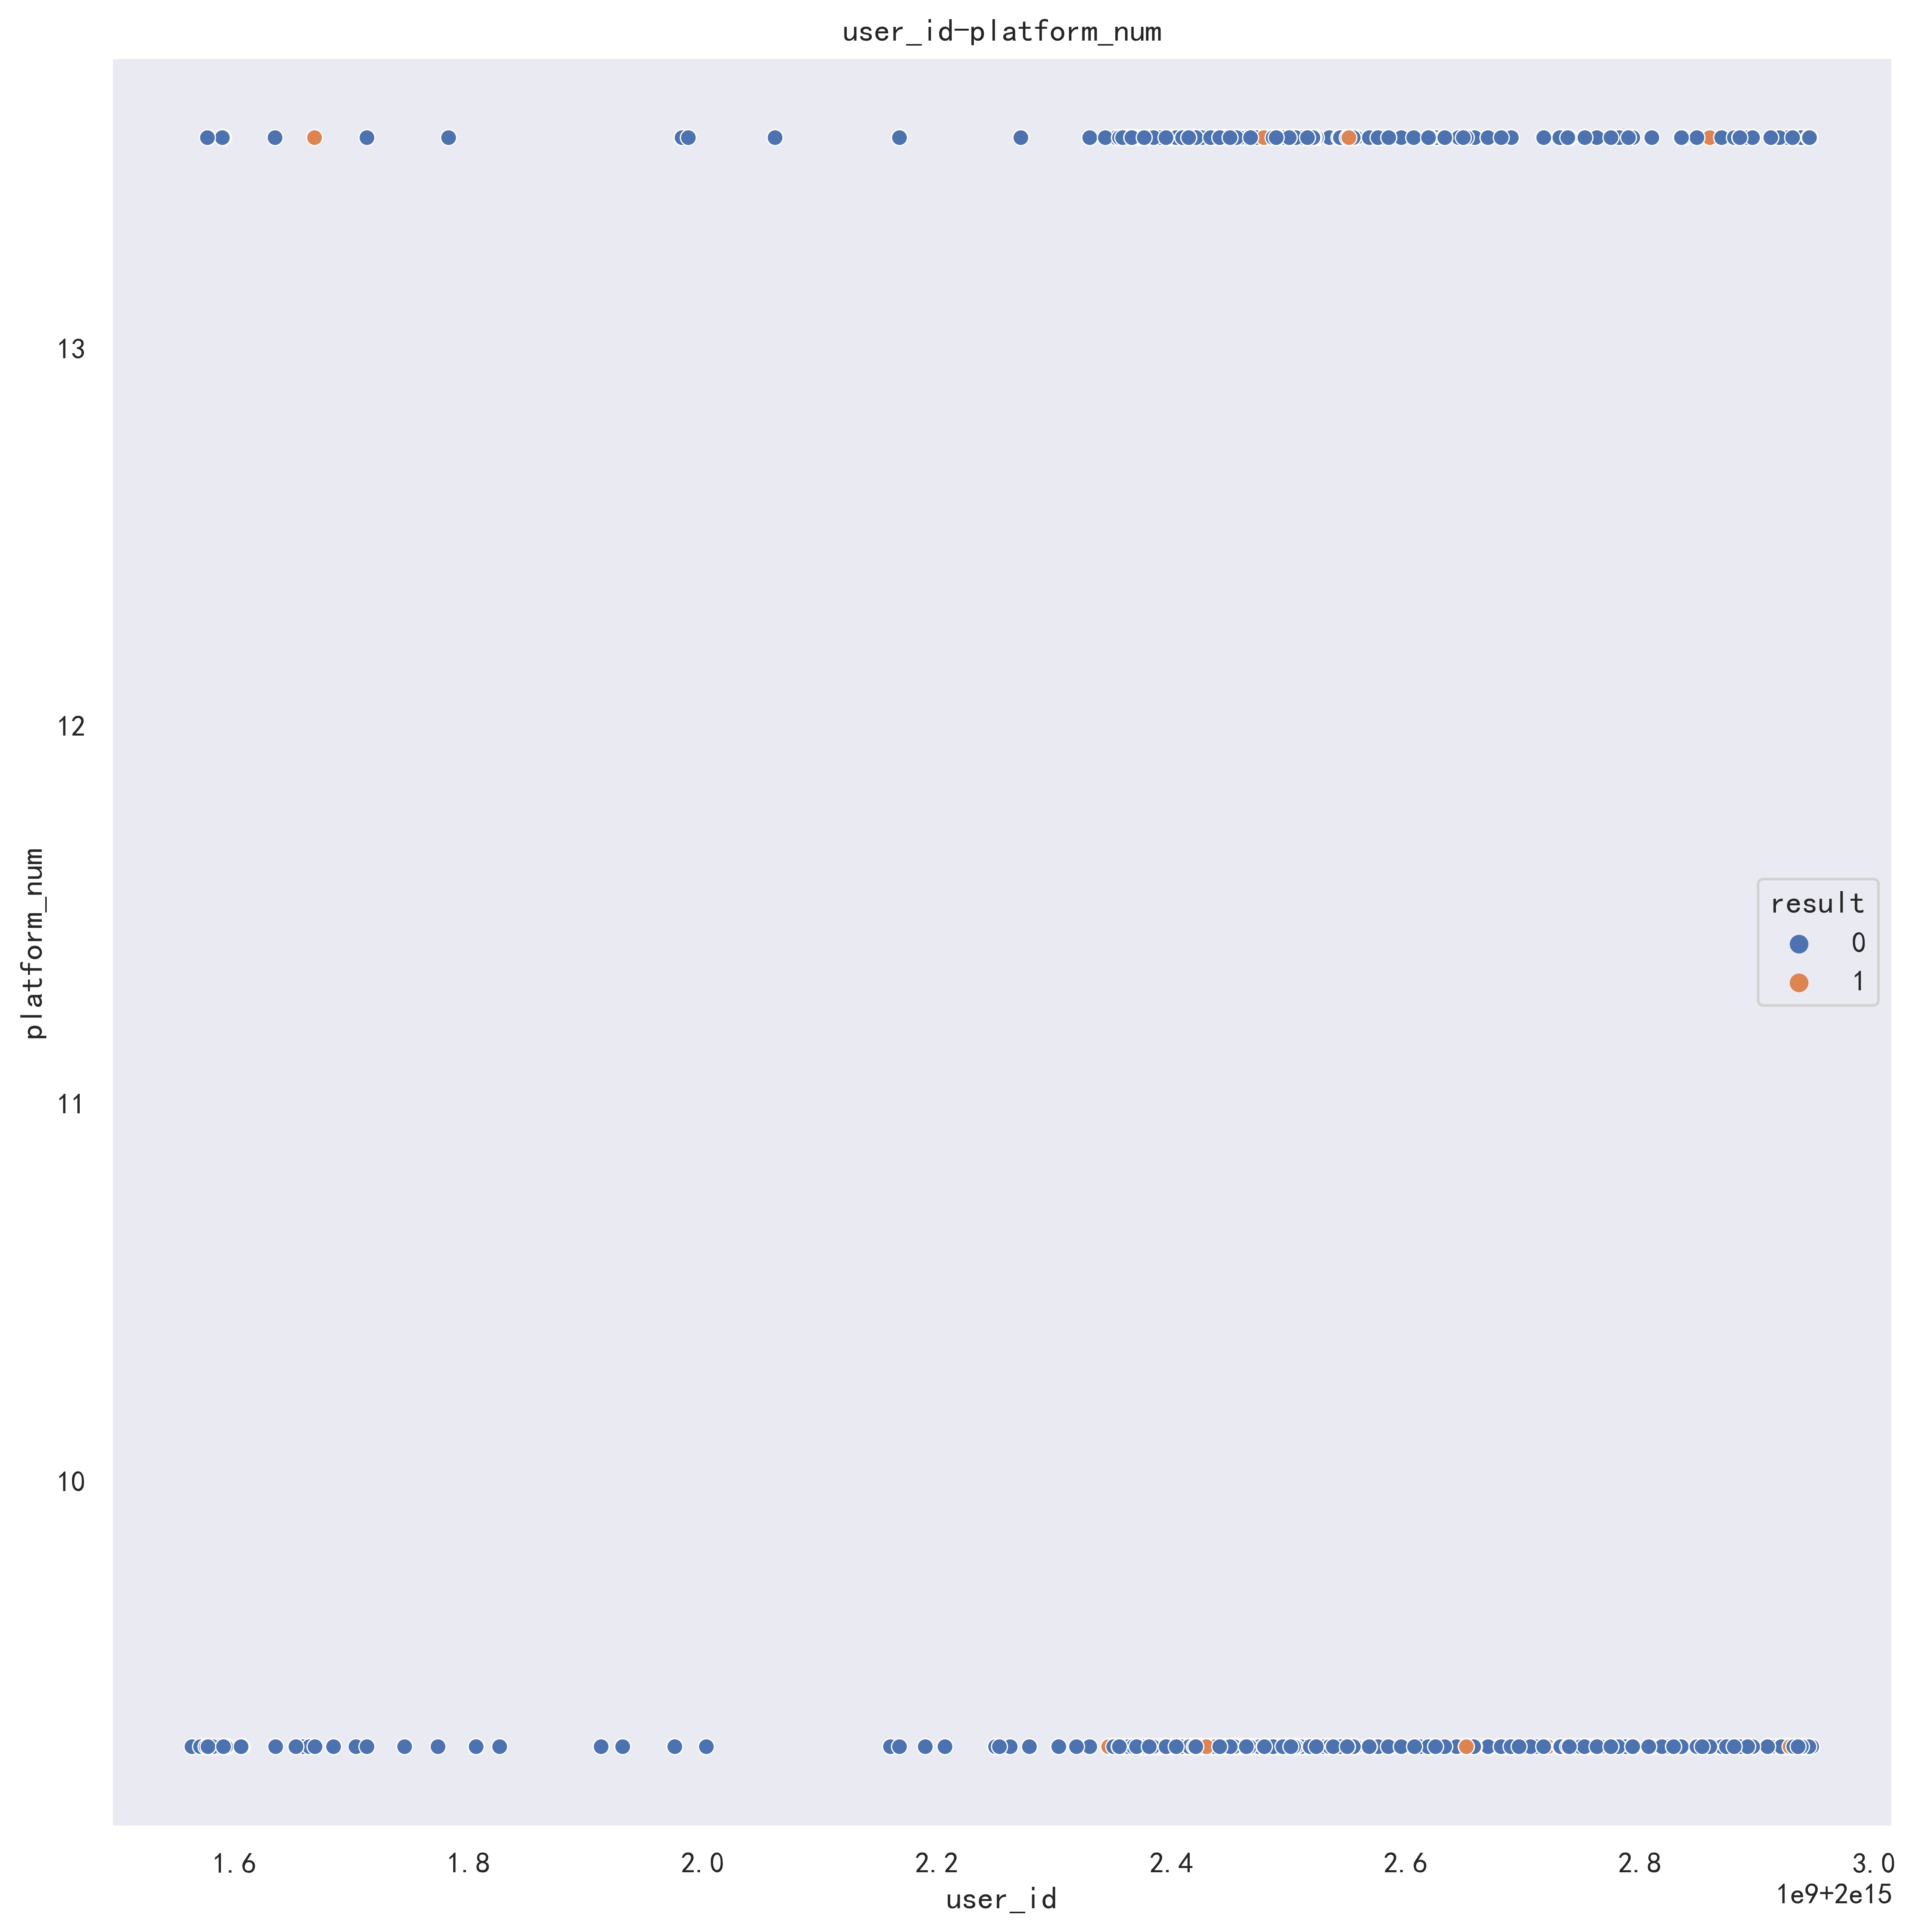 user_id-platform_num
13
12
11
10
platform_num
result
0
1
1.6 1.8 2.0 2.2 2.4 2.6 2.8 3.0
1e9+2e15
user_id